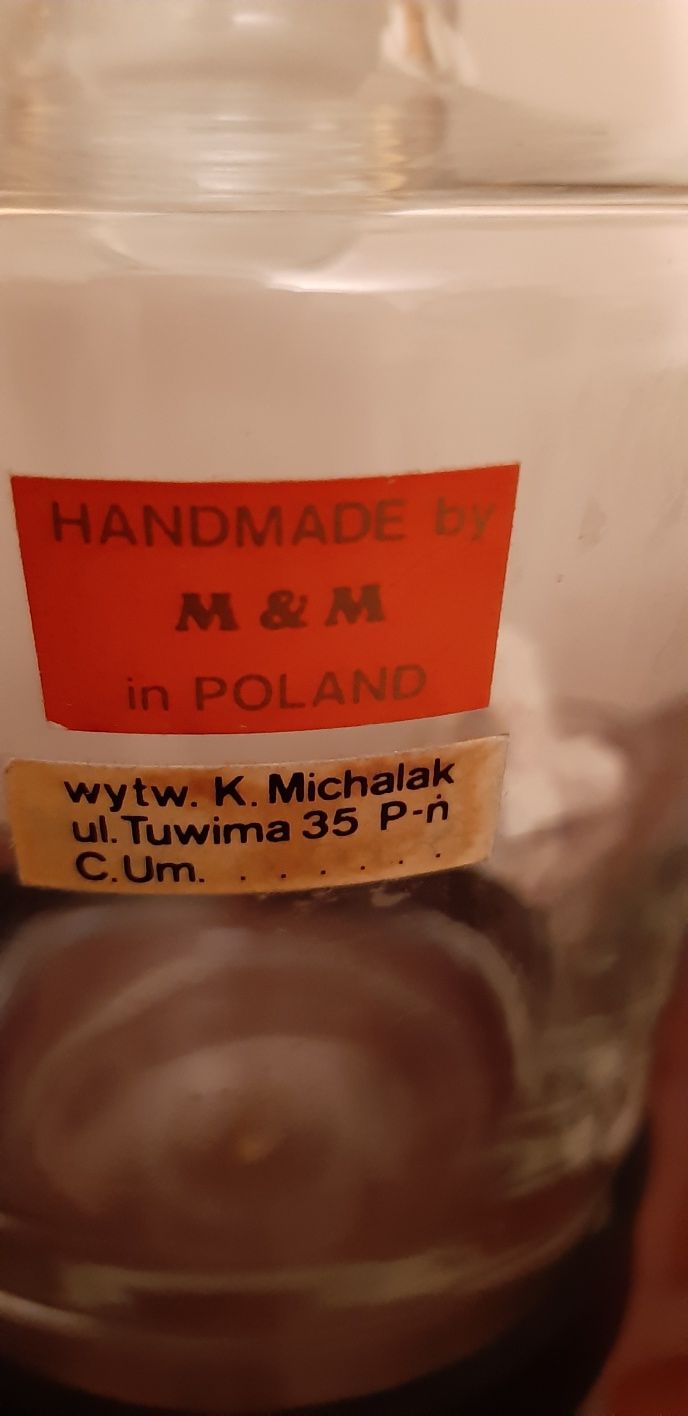 HANDMADE by
M & M
in POLAND
wytw. K. Michalak
ul. Tuwima 35 P-ń
C.Um. . . . . . .